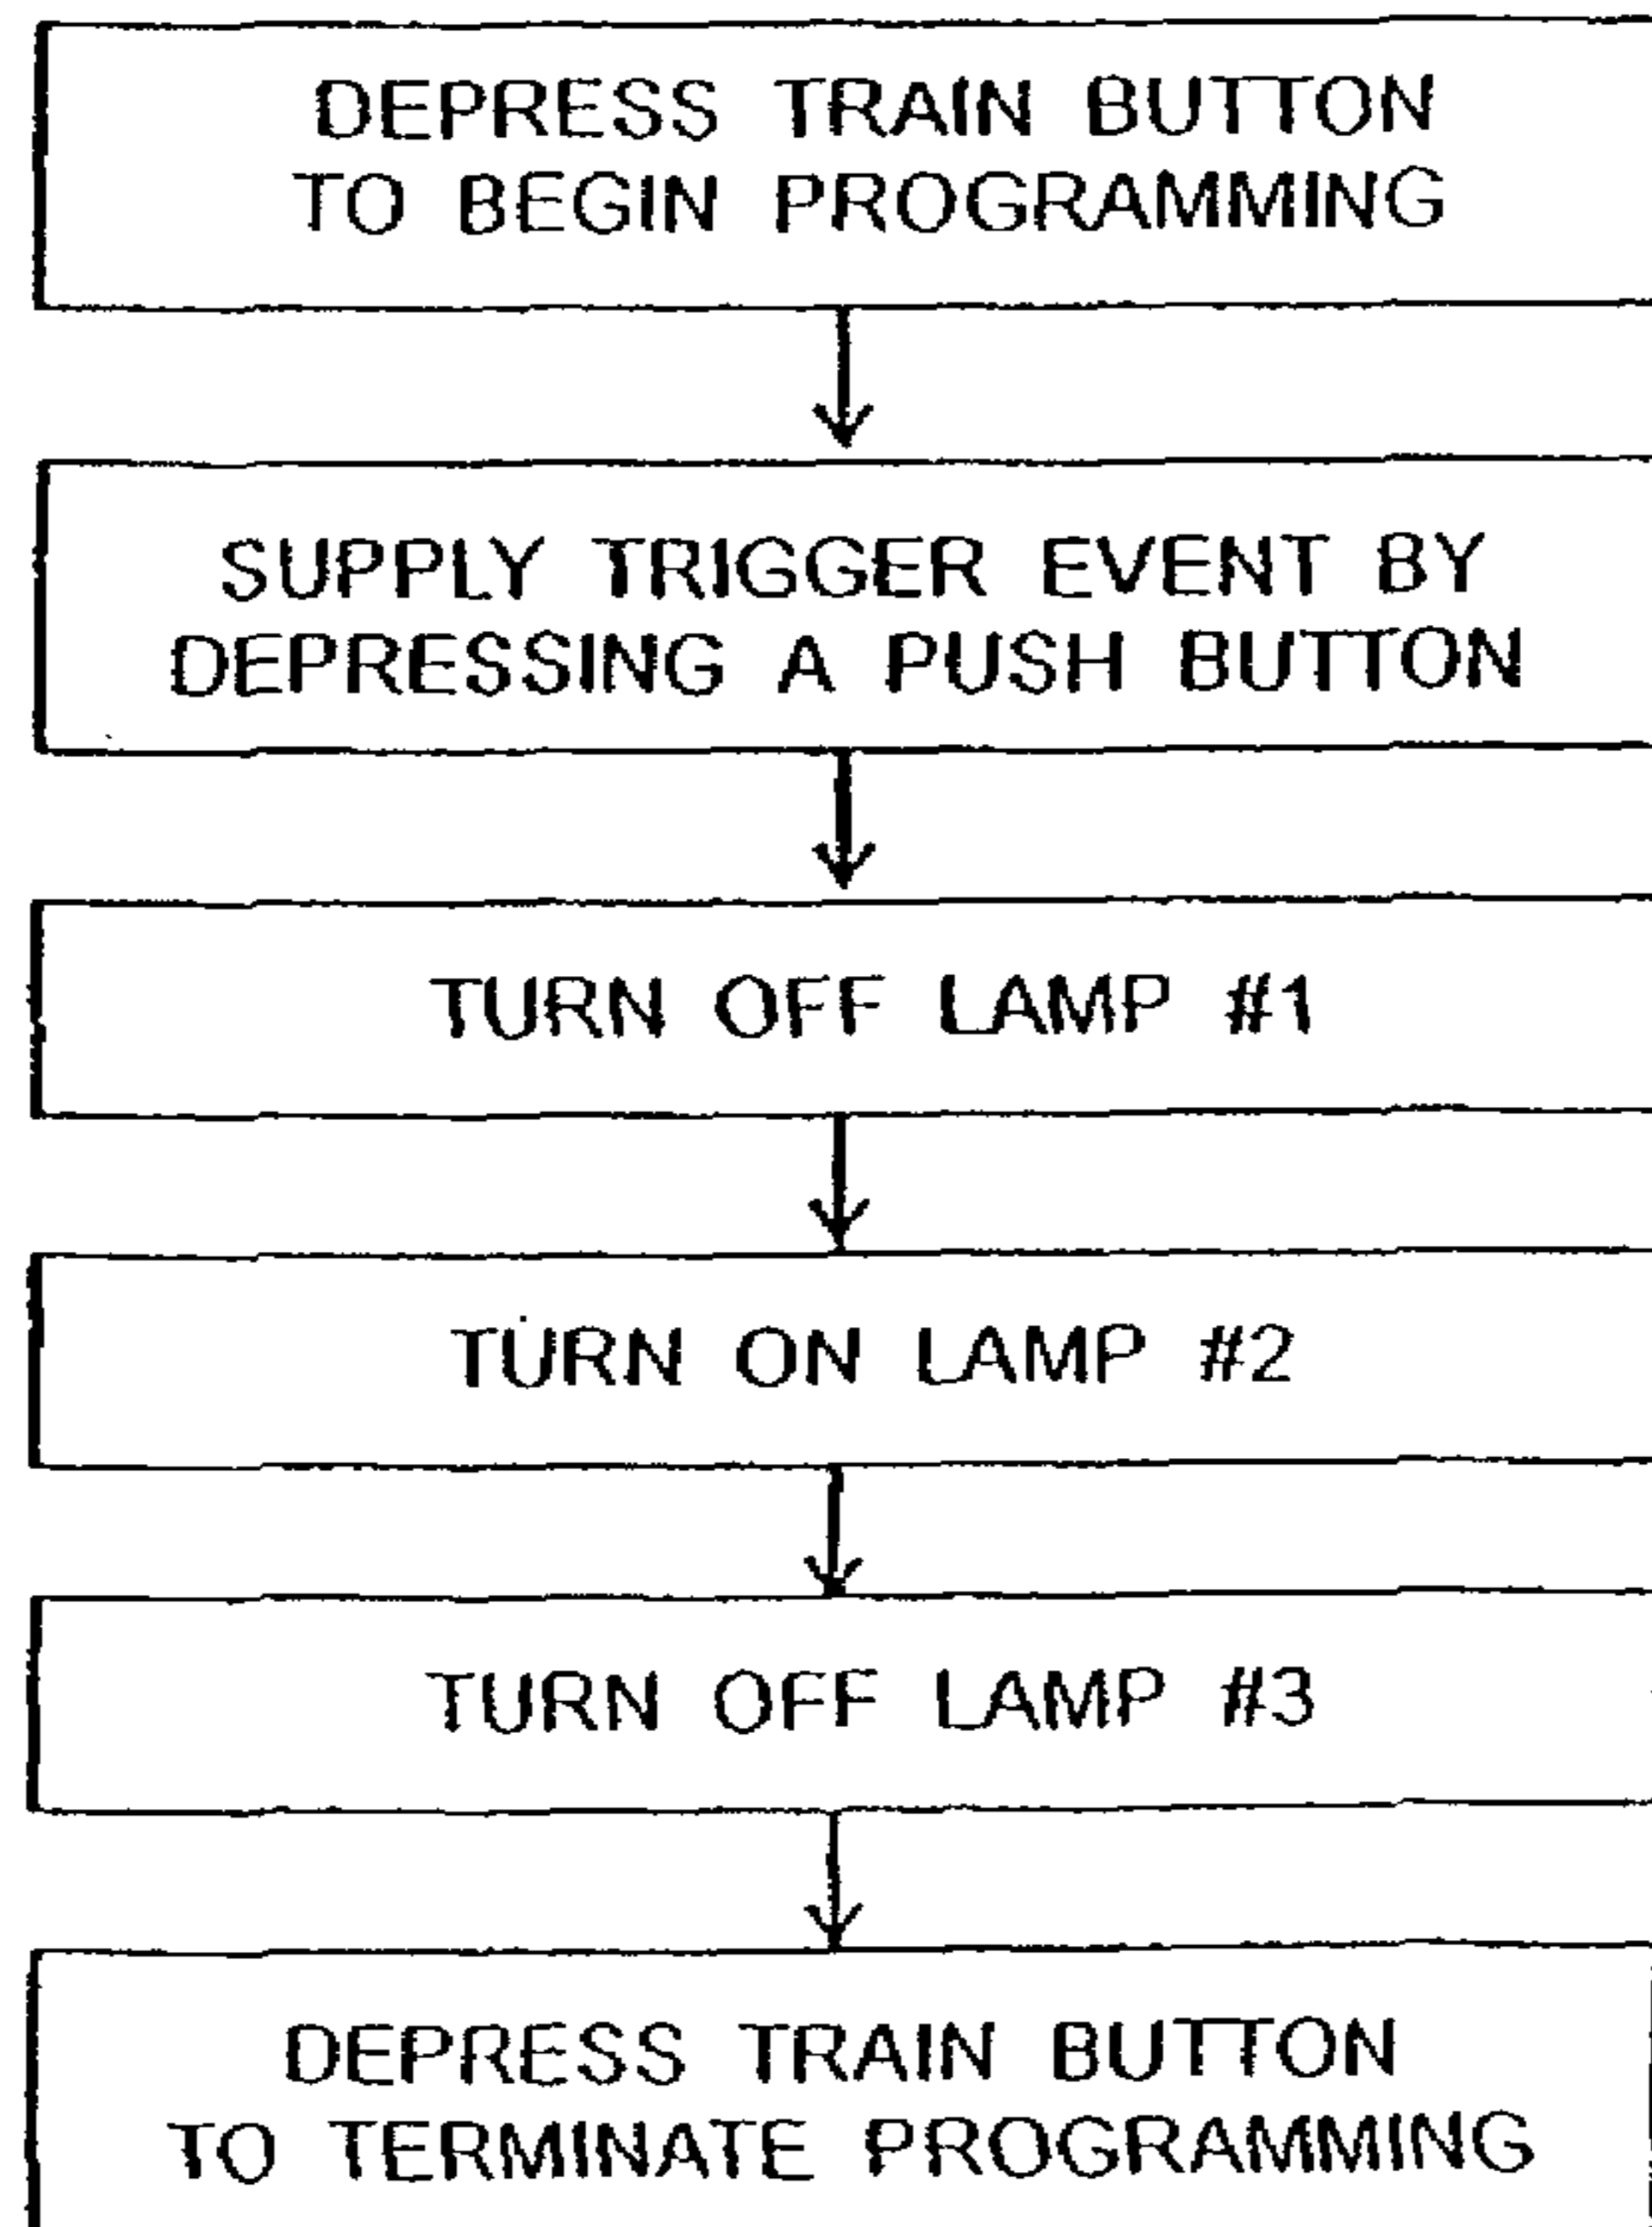 DEPRESS TRAIN BUTTON
TO BEGIN PROGRAMMING
SUPPLY TRIGGER EVENT BY
DEPRESSING A PUSH BUTTON
TURN OFF LAMP #1
TURN ON LAMP #2
TURN OFF LAMP #3
DEPRESS TRAIN BUTTON
TO TERMINATE PROGRAMMING